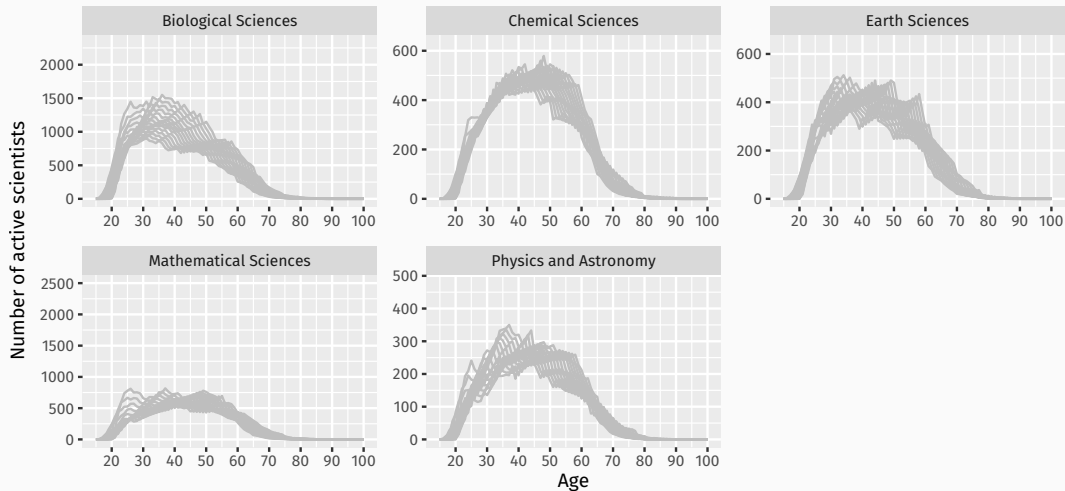 Biological Sciences
Chemical Sciences
Earth Sciences
2000
1500
1000
500
0
600
400
200
0
600
400
200
0
20 30 40 50 60 70 80 90 100
20 30 40 50 60 70 80 90 100
20 30 40 50 60 70 80 90 100
Number of active scientists
Mathematical Sciences
Physics and Astronomy
2500
2000
1500
1000
500
0
500
400
300
200
100
0
20 30 40 50 60 70 80 90 100
20 30 40 50 60 70 80 90 100
Age